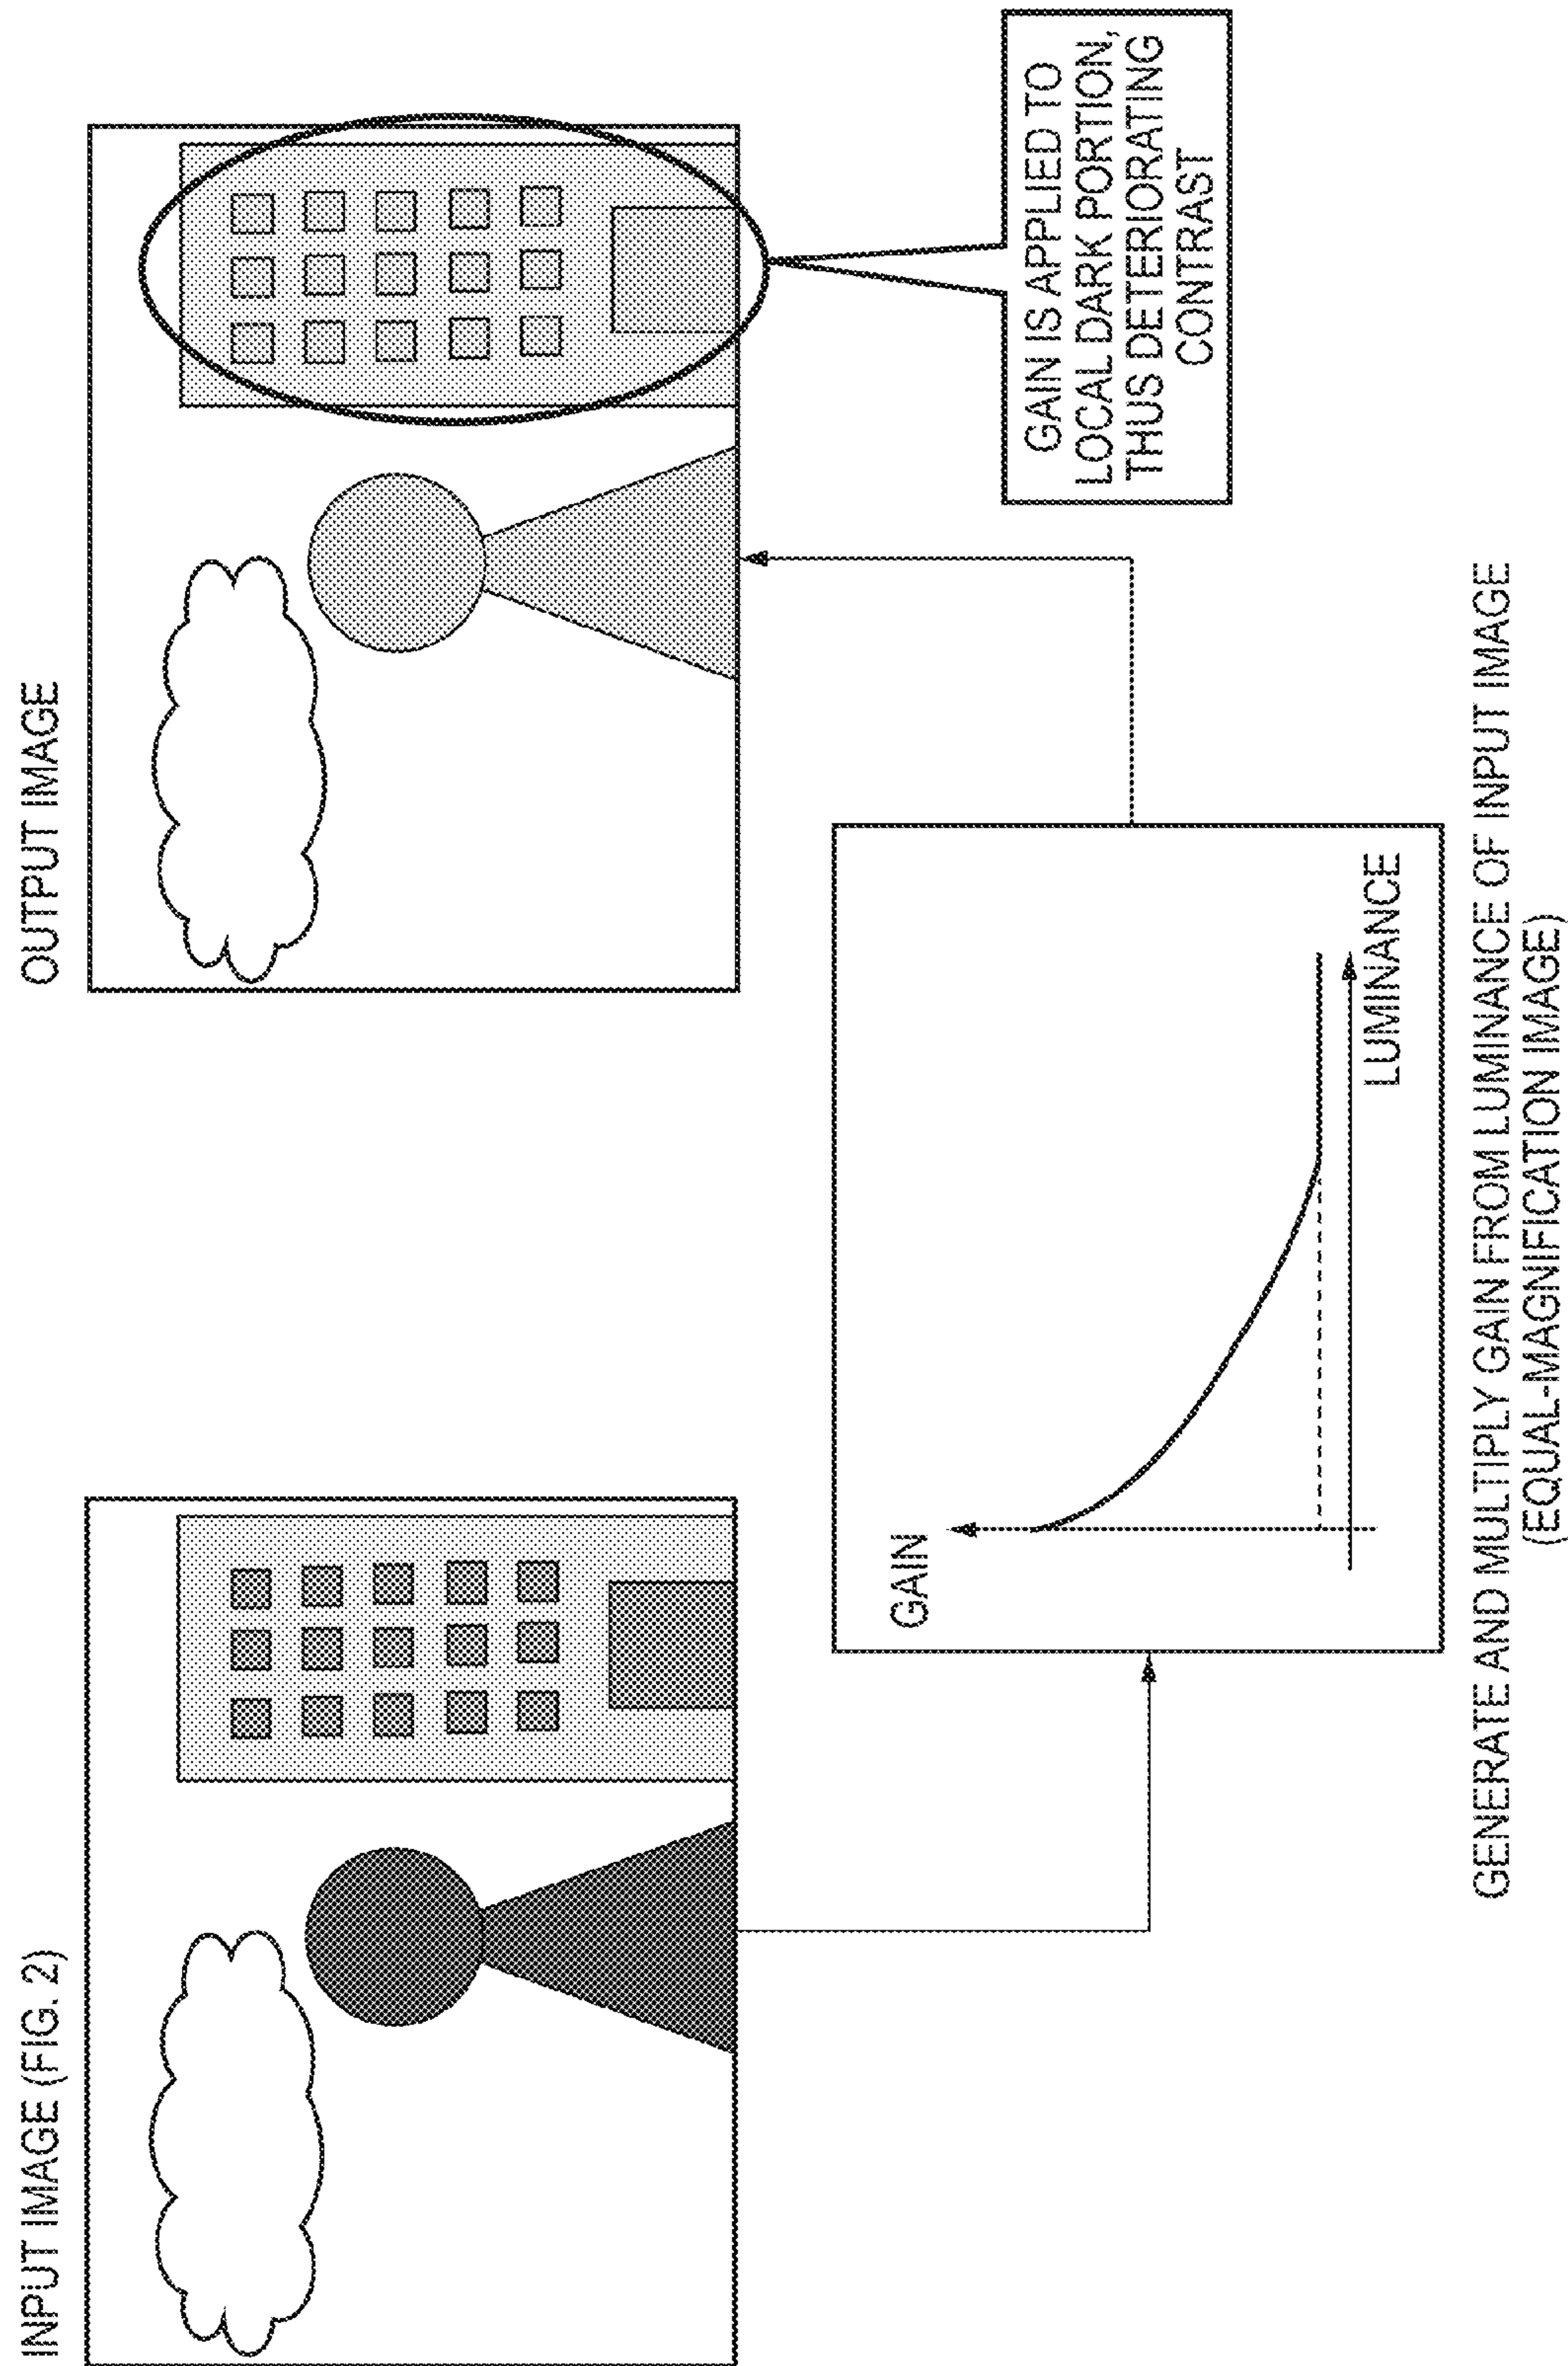 INPUT IMAGE (FIG. 2)
OUTPUT IMAGE
GAIN
LUMINANCE
GAIN IS APPLIED TO
LOCAL DARK PORTION,
THUS DETERIORATING
CONTRAST
GENERATE AND MULTIPLY GAIN FROM LUMINANCE OF INPUT IMAGE
(EQUAL-MAGNIFICATION IMAGE)